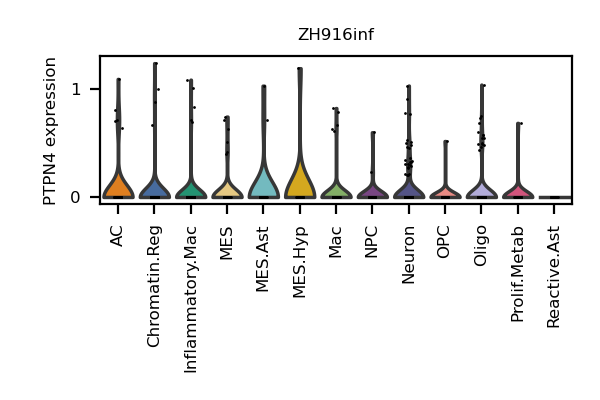 ZH916inf
PTPN4 expression
1
0
AC
Chromatin.Reg
Inflammatory.Mac
MES
MES.Ast
MES.Hyp
Mac
NPC
Neuron
OPC
Oligo
Prolif.Metab
Reactive.Ast